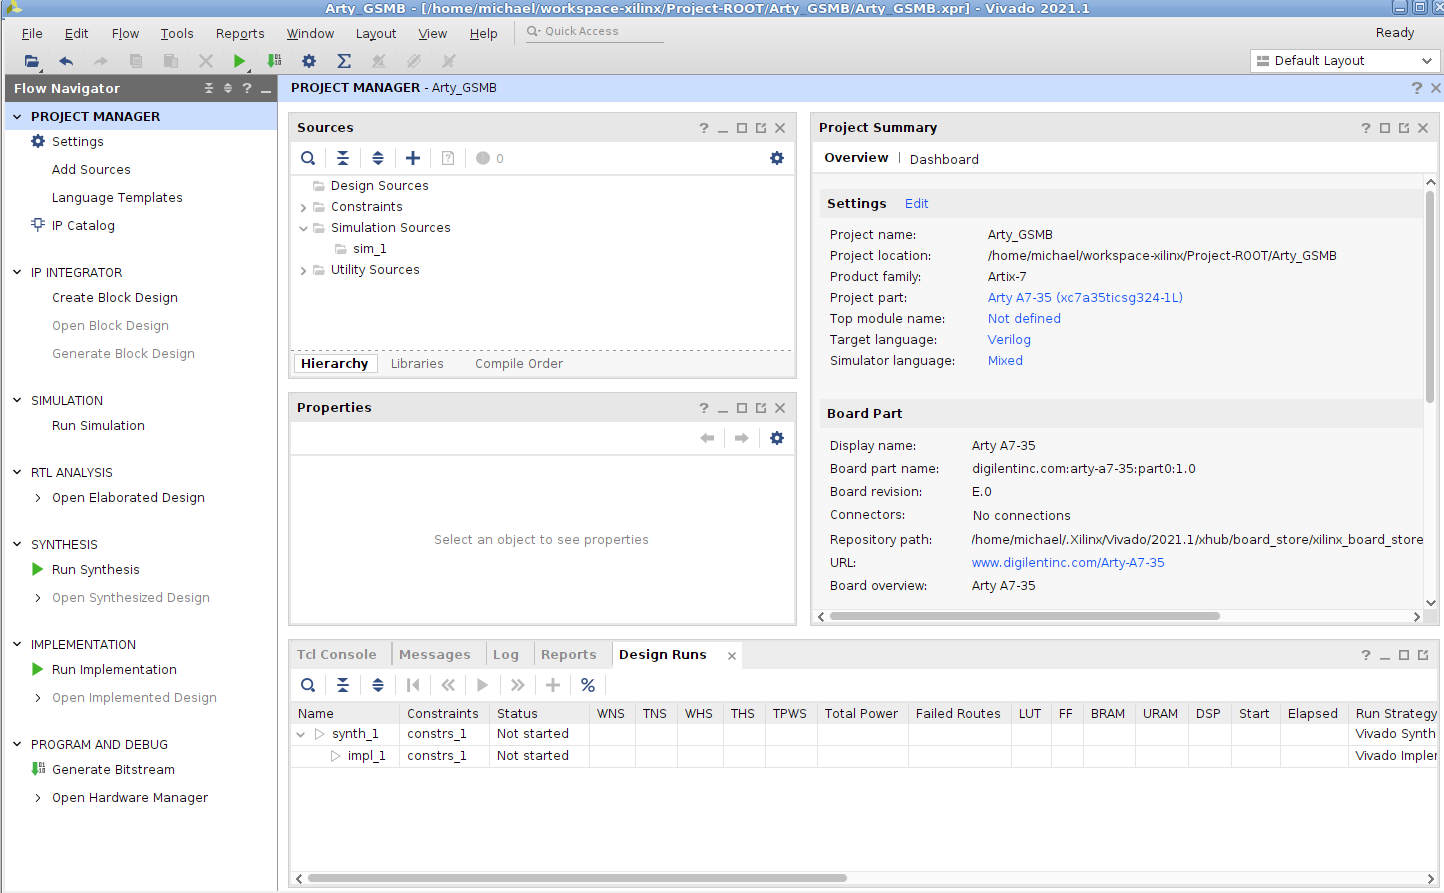 Arty_GSMB - [/home/michael/workspace-xilinx/Project-ROOT/Arty_GSMB/Arty_GSMB.xpr] - Vivado 2021.1
File Edit Flow Tools Reports Window Layout View Help Quick Access Ready
Default Layout
Flow Navigator
PROJECT MANAGER
Settings
Add Sources
Language Templates
IP Catalog
IP INTEGRATOR
Create Block Design
Open Block Design
Generate Block Design
SIMULATION
Run Simulation
RTL ANALYSIS
Open Elaborated Design
SYNTHESIS
Run Synthesis
Open Synthesized Design
IMPLEMENTATION
Run Implementation
Open Implemented Design
PROGRAM AND DEBUG
Generate Bitstream
Open Hardware Manager
PROJECT MANAGER - Arty_GSMB
Sources
0
Design Sources
Constraints
Simulation Sources
sim_1
Utility Sources
Hierarchy Libraries Compile Order
Properties
Select an object to see properties
Project Summary
Overview | Dashboard
Settings Edit
Project name: Arty_GSMB
Project location: /home/michael/workspace-xilinx/Project-ROOT/Arty_GSMB
Product family: Artix-7
Project part: Arty A7-35 (xc7a35ticsg324-1L)
Top module name: Not defined
Target language: Verilog
Simulator language: Mixed
Board Part
Display name: Arty A7-35
Board part name: digilentinc.com:arty-a7-35:part0:1.0
Board revision: E.0
Connectors: No connections
Repository path: /home/michael/.Xilinx/Vivado/2021.1/xhub/board_store/xilinx_board_store
URL: www.digilentinc.com/Arty-A7-35
Board overview: Arty A7-35
Tcl Console Messages Log Reports Design Runs
Name Constraints Status WNS TNS WHS THS TPWS Total Power Failed Routes LUT FF BRAM URAM DSP Start Elapsed Run Strategy
synth_1 constrs_1 Not started Vivado Synth
impl_1 constrs_1 Not started Vivado Impler